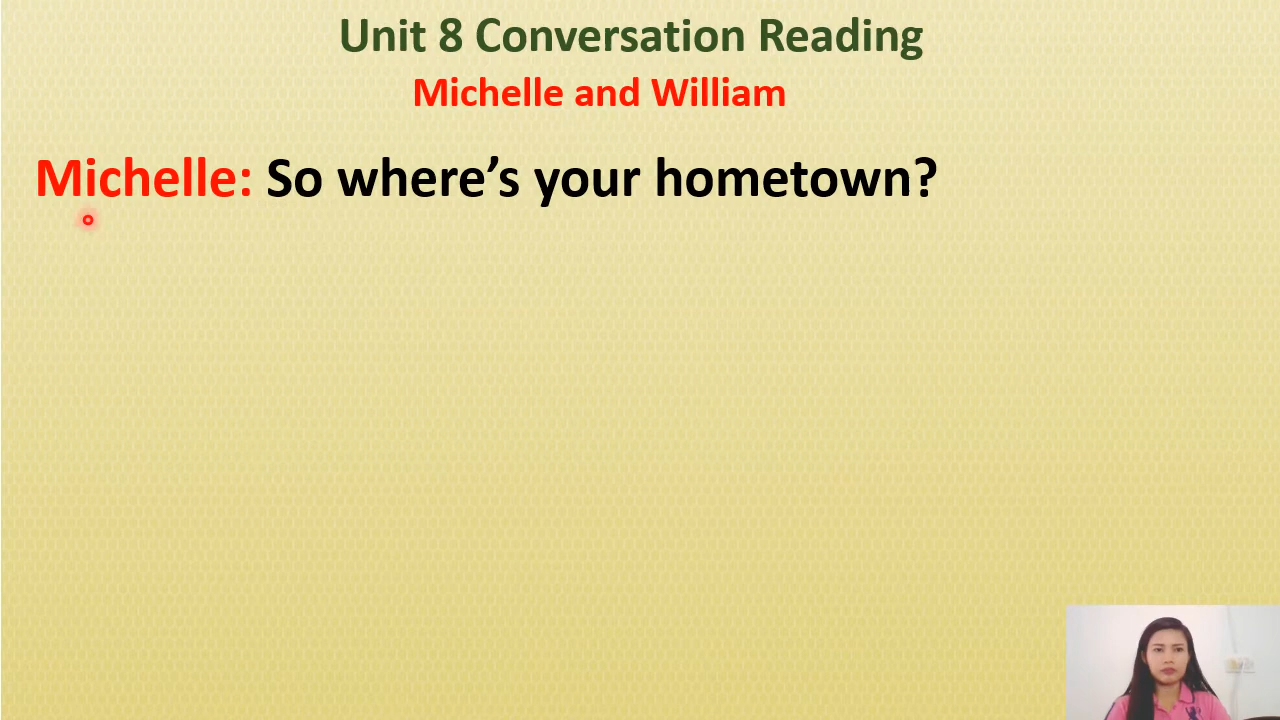 Unit 8 Conversation Reading
Michelle and William
Michelle: So where’s your hometown?